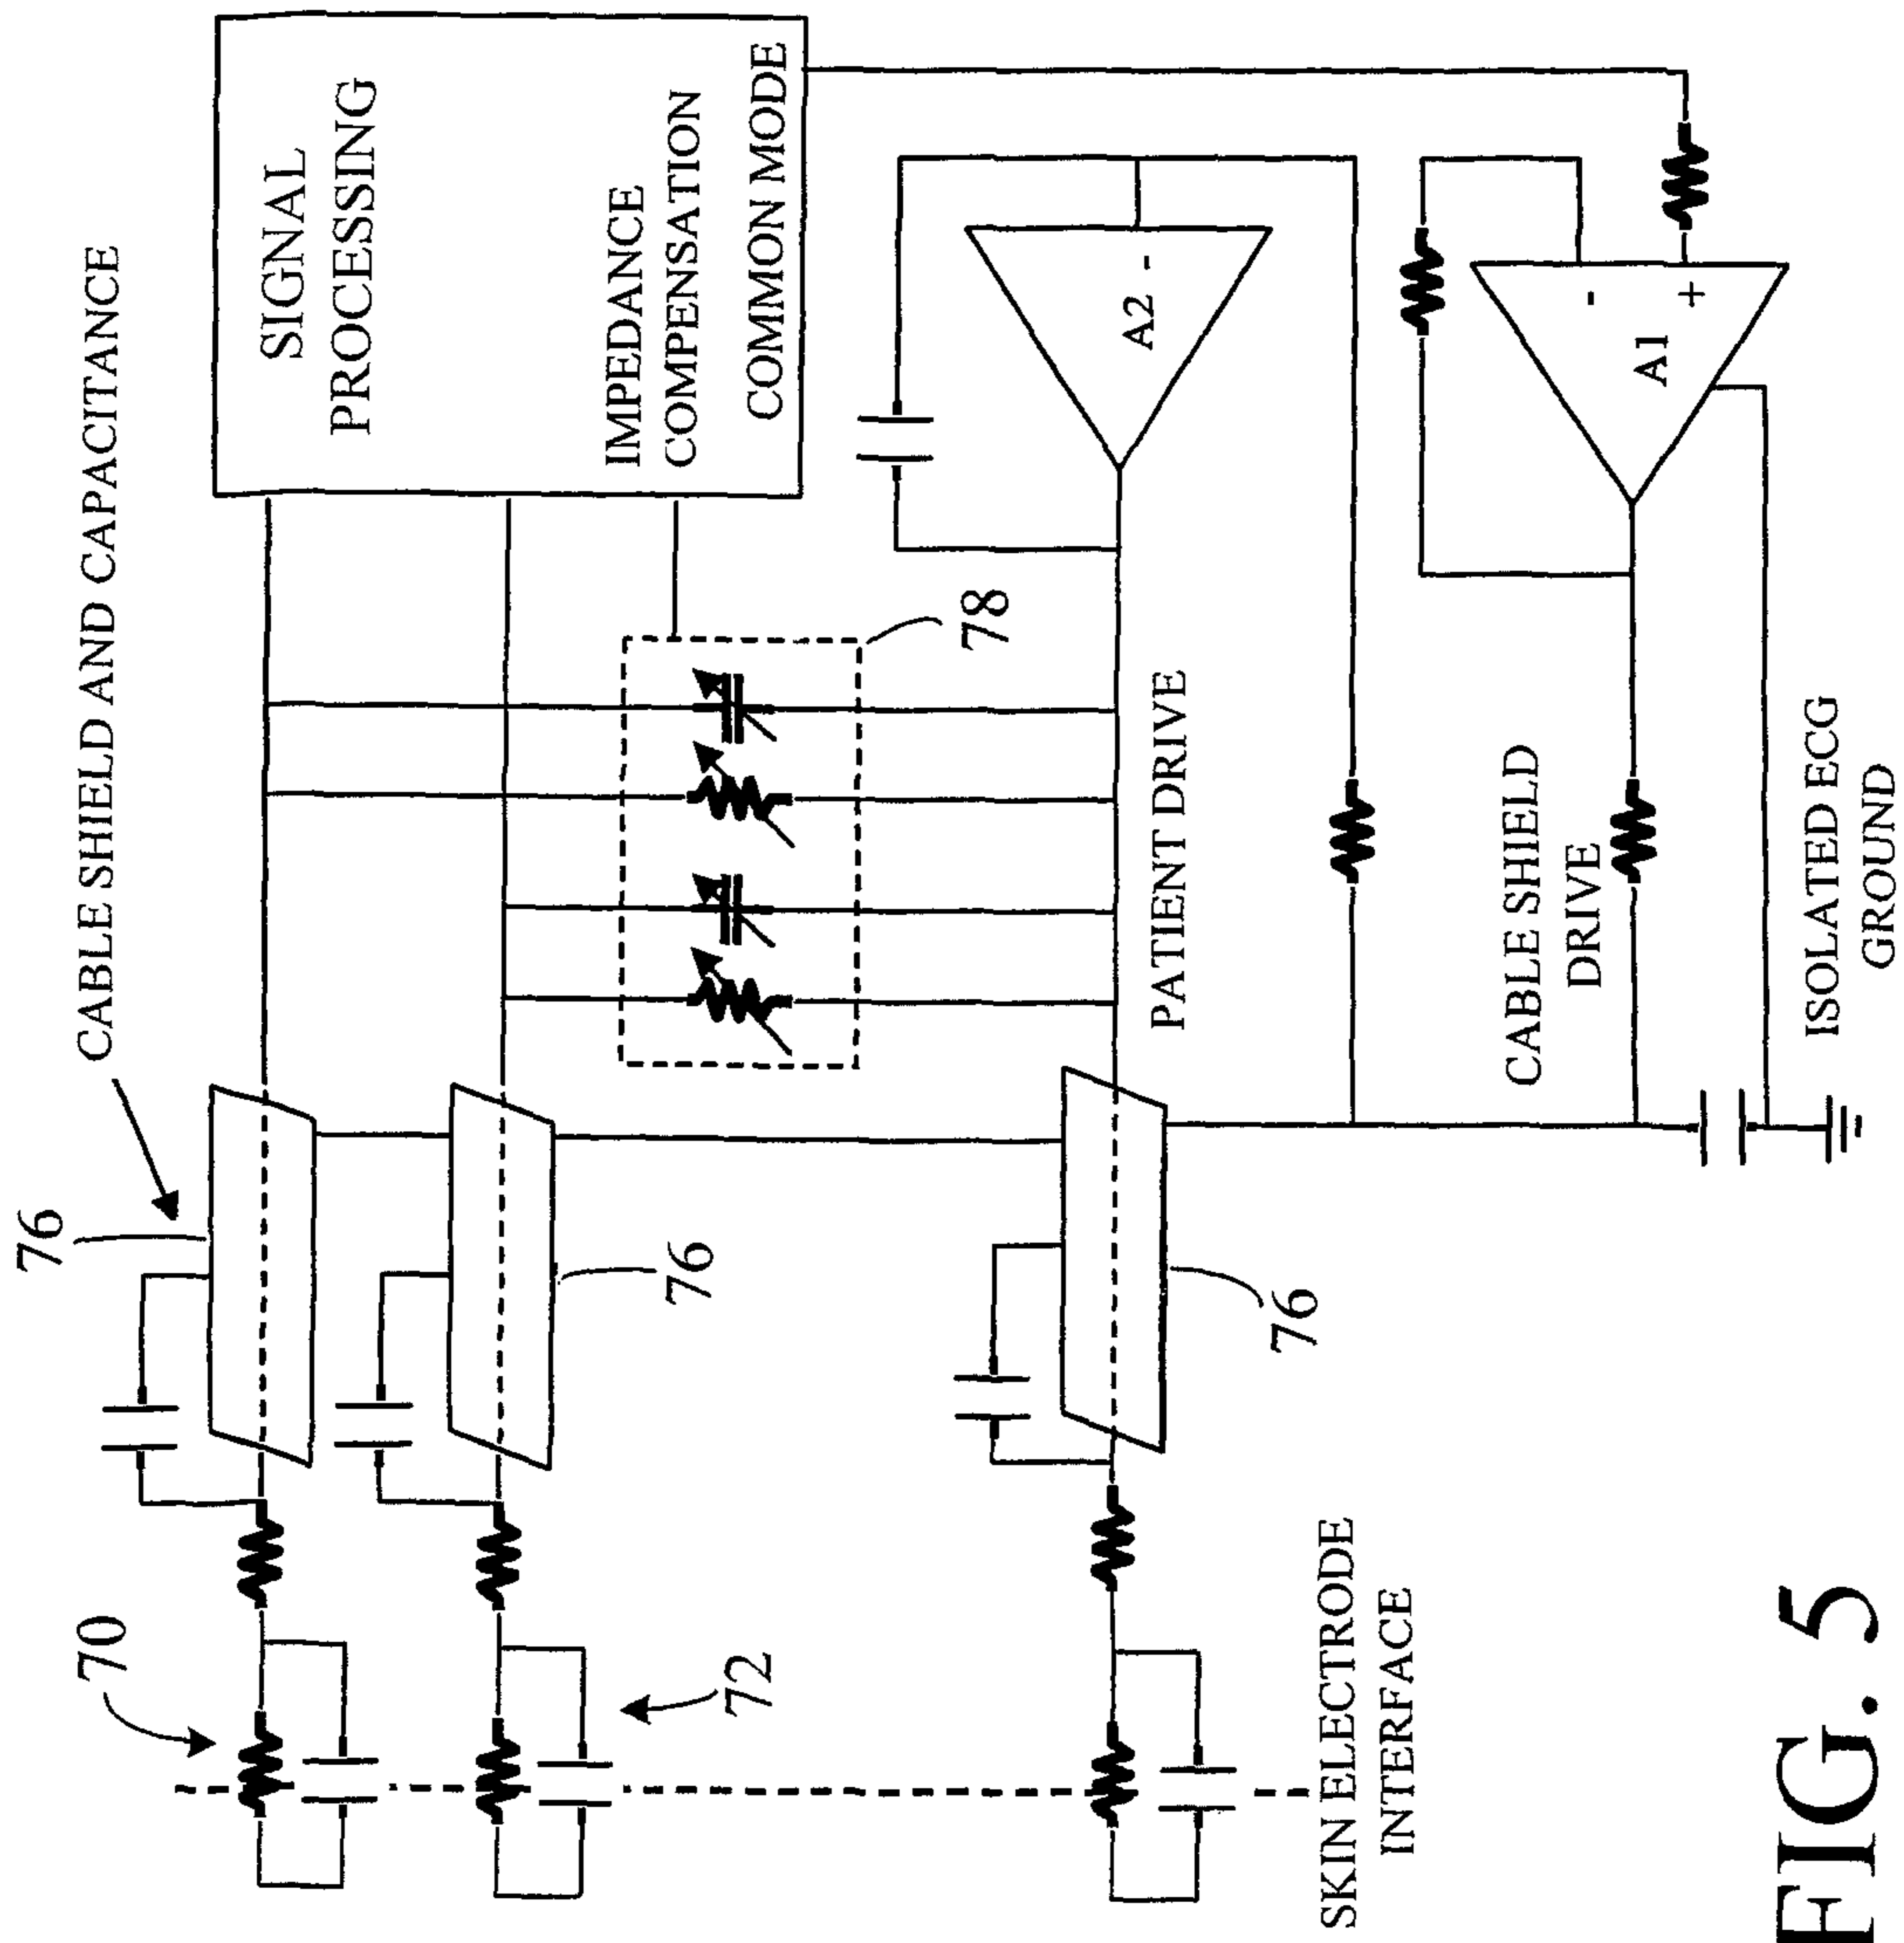 CABLE SHIELD AND CAPACITANCE
SIGNAL
PROCESSING
IMPEDANCE
COMPENSATION
COMMON MODE
70
76
72
76
78
76
A2 -
PATIENT DRIVE
SKIN ELECTRODE
INTERFACE
-
+
A1
CABLE SHIELD
DRIVE
ISOLATED ECG
GROUND
FIG. 5